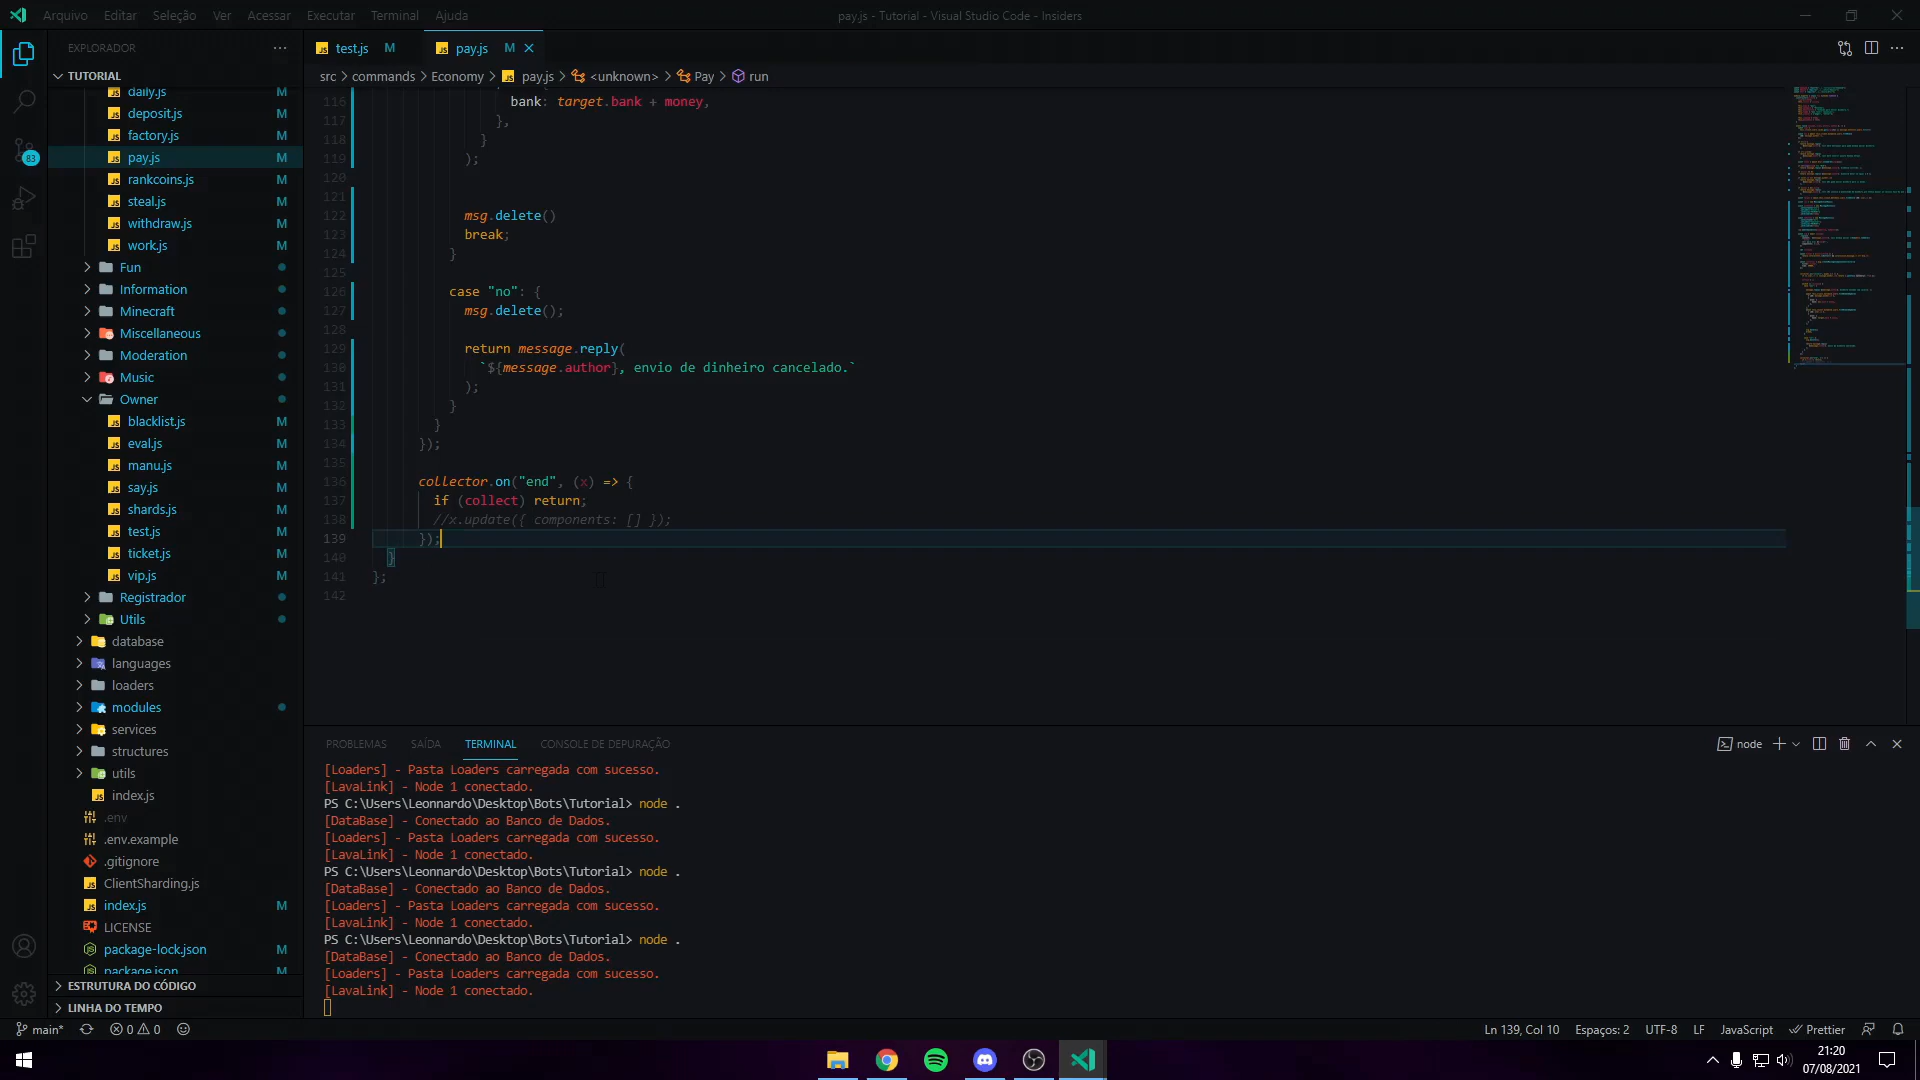 Arquivo Editar Seleção Ver Acessar Executar Terminal Ajuda
pay.js - Tutorial - Visual Studio Code - Insiders
EXPLORADOR
TUTORIAL
daily.js M
deposit.js M
factory.js M
pay.js M
rankcoins.js M
steal.js M
withdraw.js M
work.js M
Fun
Information
Minecraft
Miscellaneous
Moderation
Music
Owner
blacklist.js M
eval.js M
manu.js M
say.js M
shards.js M
test.js M
ticket.js M
vip.js M
Registrador
Utils
database
languages
loaders
modules
services
structures
utils
index.js
.env
.env.example
.gitignore
ClientSharding.js
index.js M
LICENSE
package-lock.json M
package.json M
ESTRUTURA DO CÓDIGO
LINHA DO TEMPO
83
test.js M pay.js M
src > commands > Economy > pay.js > <unknown> > Pay > run
116 bank: target.bank + money,
117 },
118 }
119 );
120
121
122 msg.delete()
123 break;
124 }
125
126 case "no": {
127 msg.delete();
128
129 return message.reply(
130 `${message.author}, envio de dinheiro cancelado.`
131 );
132 }
133 }
134 });
135
136 collector.on("end", (x) => {
137 if (collect) return;
138 //x.update({ components: [] });
139 });
140 }
141 };
142
PROBLEMAS SAÍDA TERMINAL CONSOLE DE DEPURAÇÃO
node
[Loaders] - Pasta Loaders carregada com sucesso.
[LavaLink] - Node 1 conectado.
PS C:\Users\Leonnardo\Desktop\Bots\Tutorial> node .
[DataBase] - Conectado ao Banco de Dados.
[Loaders] - Pasta Loaders carregada com sucesso.
[LavaLink] - Node 1 conectado.
PS C:\Users\Leonnardo\Desktop\Bots\Tutorial> node .
[DataBase] - Conectado ao Banco de Dados.
[Loaders] - Pasta Loaders carregada com sucesso.
[LavaLink] - Node 1 conectado.
PS C:\Users\Leonnardo\Desktop\Bots\Tutorial> node .
[DataBase] - Conectado ao Banco de Dados.
[Loaders] - Pasta Loaders carregada com sucesso.
[LavaLink] - Node 1 conectado.
main* 0 0
Ln 139, Col 10 Espaços: 2 UTF-8 LF JavaScript Prettier
21:20
07/08/2021